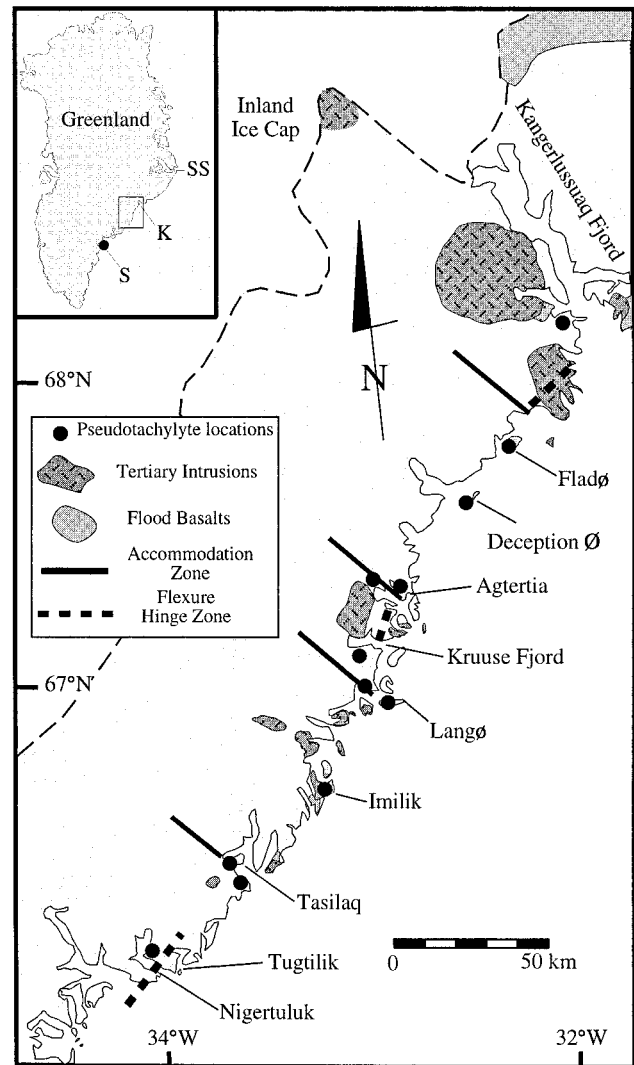 Greenland
SS
K
S
Inland
Ice Cap
Kangerlussuaq Fjord
N
68°N
Pseudotachylyte locations
Tertiary Intrusions
Flood Basalts
Accommodation
Zone
Flexure
Hinge Zone
Fladø
Deception Ø
Agtertia
Kruuse Fjord
67°N
Langø
Imilik
Tasilaq
Tugtilik
Nigertuluk
0
50 km
34°W
32°W